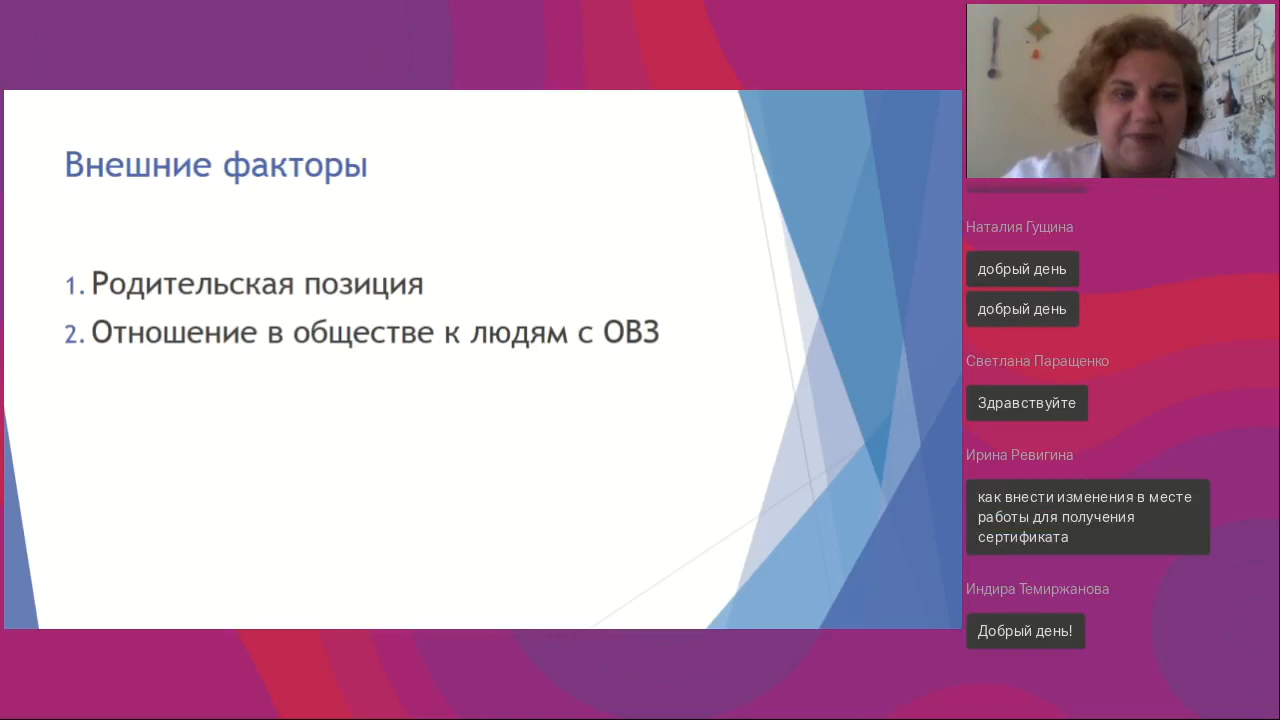 Внешние факторы
1. Родительская позиция
2. Отношение в обществе к людям с ОВЗ
Наталия Гущина
добрый день
добрый день
Светлана Паращенко
Здравствуйте
Ирина Ревигина
как внести изменения в месте
работы для получения
сертификата
Индира Темиржанова
Добрый день!